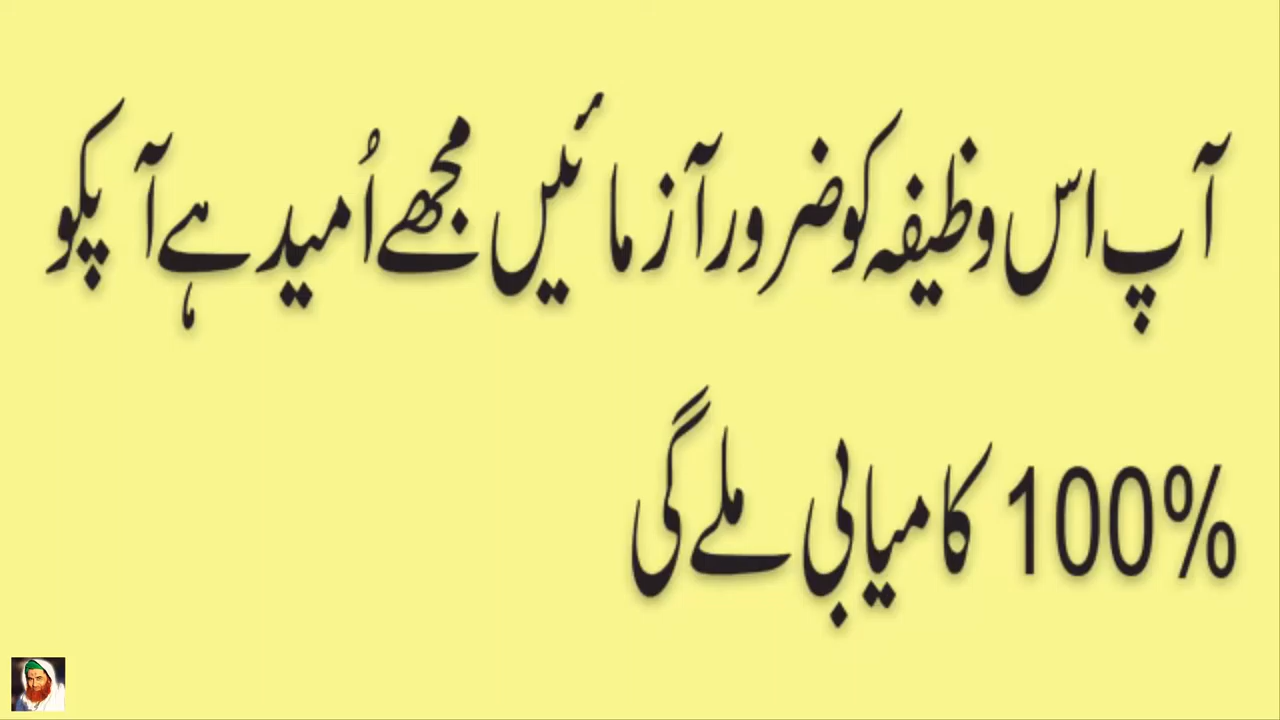 آپ اس وظیفہ کو ضرور آزمائیں مجھے اُمید ہے آپکو
100% کامیابی ملے گی